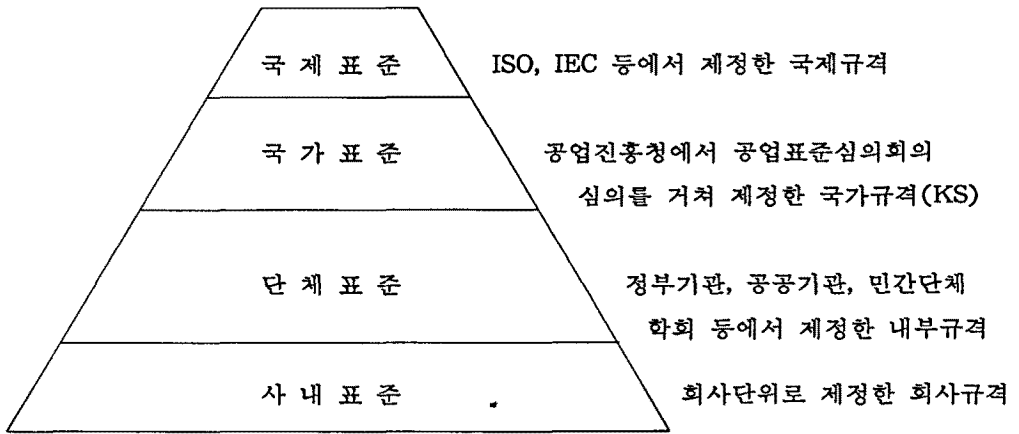 국 제 표 준
ISO, IEC 등에서 제정한 국제규격
국 가 표 준
공업진흥청에서 공업표준심의회의
심의를 거쳐 제정한 국가규격(KS)
단 체 표 준
정부기관, 공공기관, 민간단체
학회 등에서 제정한 내부규격
사 내 표 준
회사단위로 제정한 회사규격